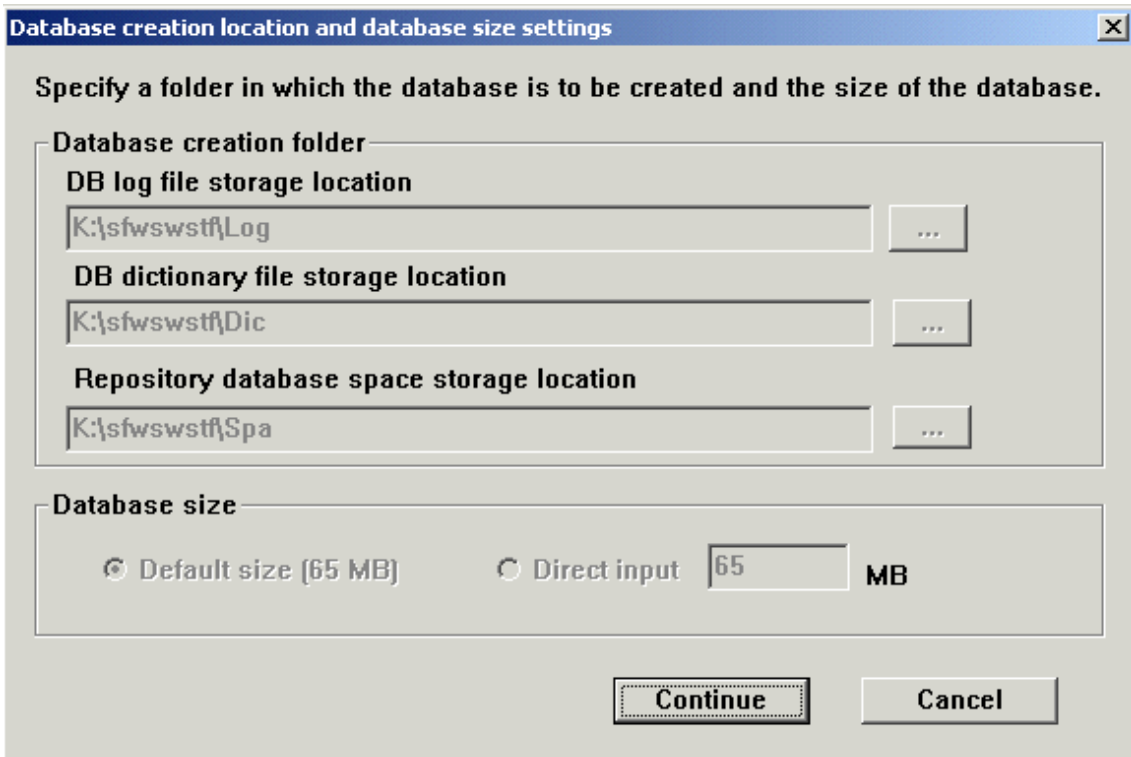 Database creation location and database size settings
Specify a folder in which the database is to be created and the size of the database.
Database creation folder
DB log file storage location
K:\sfwswstf\Log
...
DB dictionary file storage location
K:\sfwswstf\Dic
...
Repository database space storage location
K:\sfwswstf\Spa
...
Database size
Default size (65 MB) Direct input 65 MB
Continue Cancel